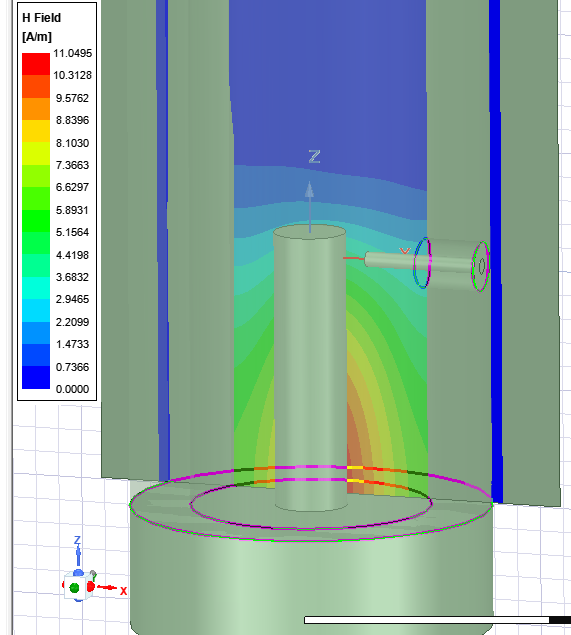 H Field
[A/m]
11.0495
10.3128
9.5762
8.8396
8.1030
7.3663
6.6297
5.8931
5.1564
4.4198
3.6832
2.9465
2.2099
1.4733
0.7366
0.0000
Z
Y
Z
X